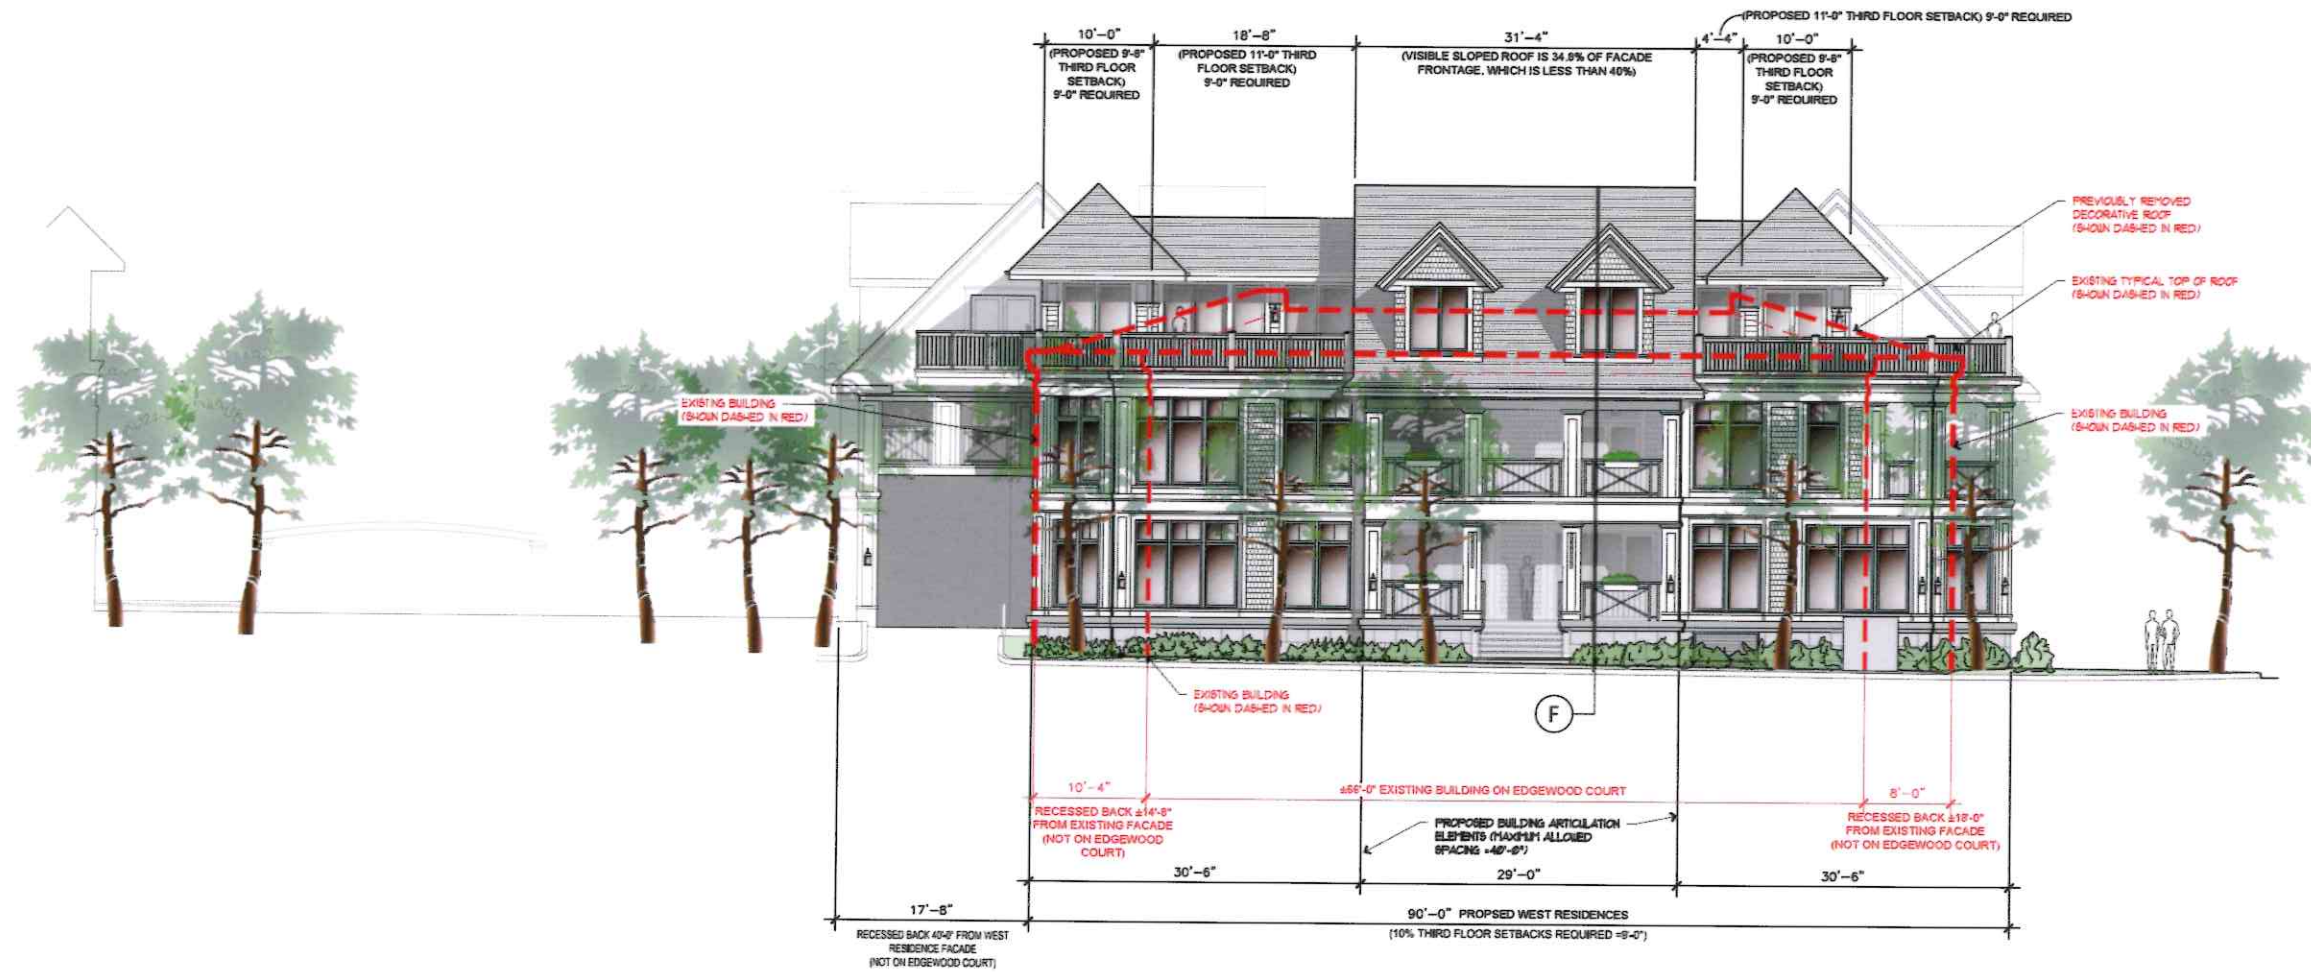 (PROPOSED 11'-0" THIRD FLOOR SETBACK) 9'-0" REQUIRED
10'-0"
18'-8"
31'-4"
4'-4"
10'-0"
(PROPOSED 9'-8"
THIRD FLOOR
SETBACK)
9'-0" REQUIRED
(PROPOSED 11'-0" THIRD
FLOOR SETBACK)
9'-0" REQUIRED
(VISIBLE SLOPED ROOF IS 34.8% OF FACADE
FRONTAGE, WHICH IS LESS THAN 40%)
(PROPOSED 9'-8"
THIRD FLOOR
SETBACK)
9'-0" REQUIRED
PREVIOUSLY REMOVED
DECORATIVE ROOF
(SHOWN DASHED IN RED)
EXISTING TYPICAL TOP OF ROOF
(SHOWN DASHED IN RED)
EXISTING BUILDING
(SHOWN DASHED IN RED)
EXISTING BUILDING
(SHOWN DASHED IN RED)
EXISTING BUILDING
(SHOWN DASHED IN RED)
F
10'-4"
±66'-0" EXISTING BUILDING ON EDGEWOOD COURT
8'-0"
RECESSED BACK ±14'-8"
FROM EXISTING FACADE
(NOT ON EDGEWOOD
COURT)
PROPOSED BUILDING ARTICULATION
ELEMENTS (MAXIMUM ALLOWED
SPACING =40'-0")
RECESSED BACK ±18'-0"
FROM EXISTING FACADE
(NOT ON EDGEWOOD COURT)
30'-6"
29'-0"
30'-6"
17'-8"
90'-0" PROPSED WEST RESIDENCES
RECESSED BACK 40'-0" FROM WEST
RESIDENCE FACADE
(NOT ON EDGEWOOD COURT)
(10% THIRD FLOOR SETBACKS REQUIRED =9'-0")